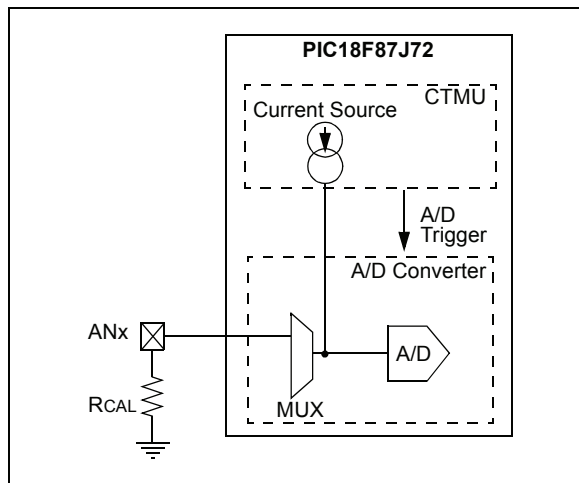 PIC18F87J72
CTMU
Current Source
A/D
Trigger
A/D Converter
ANx
A/D
RCAL
MUX